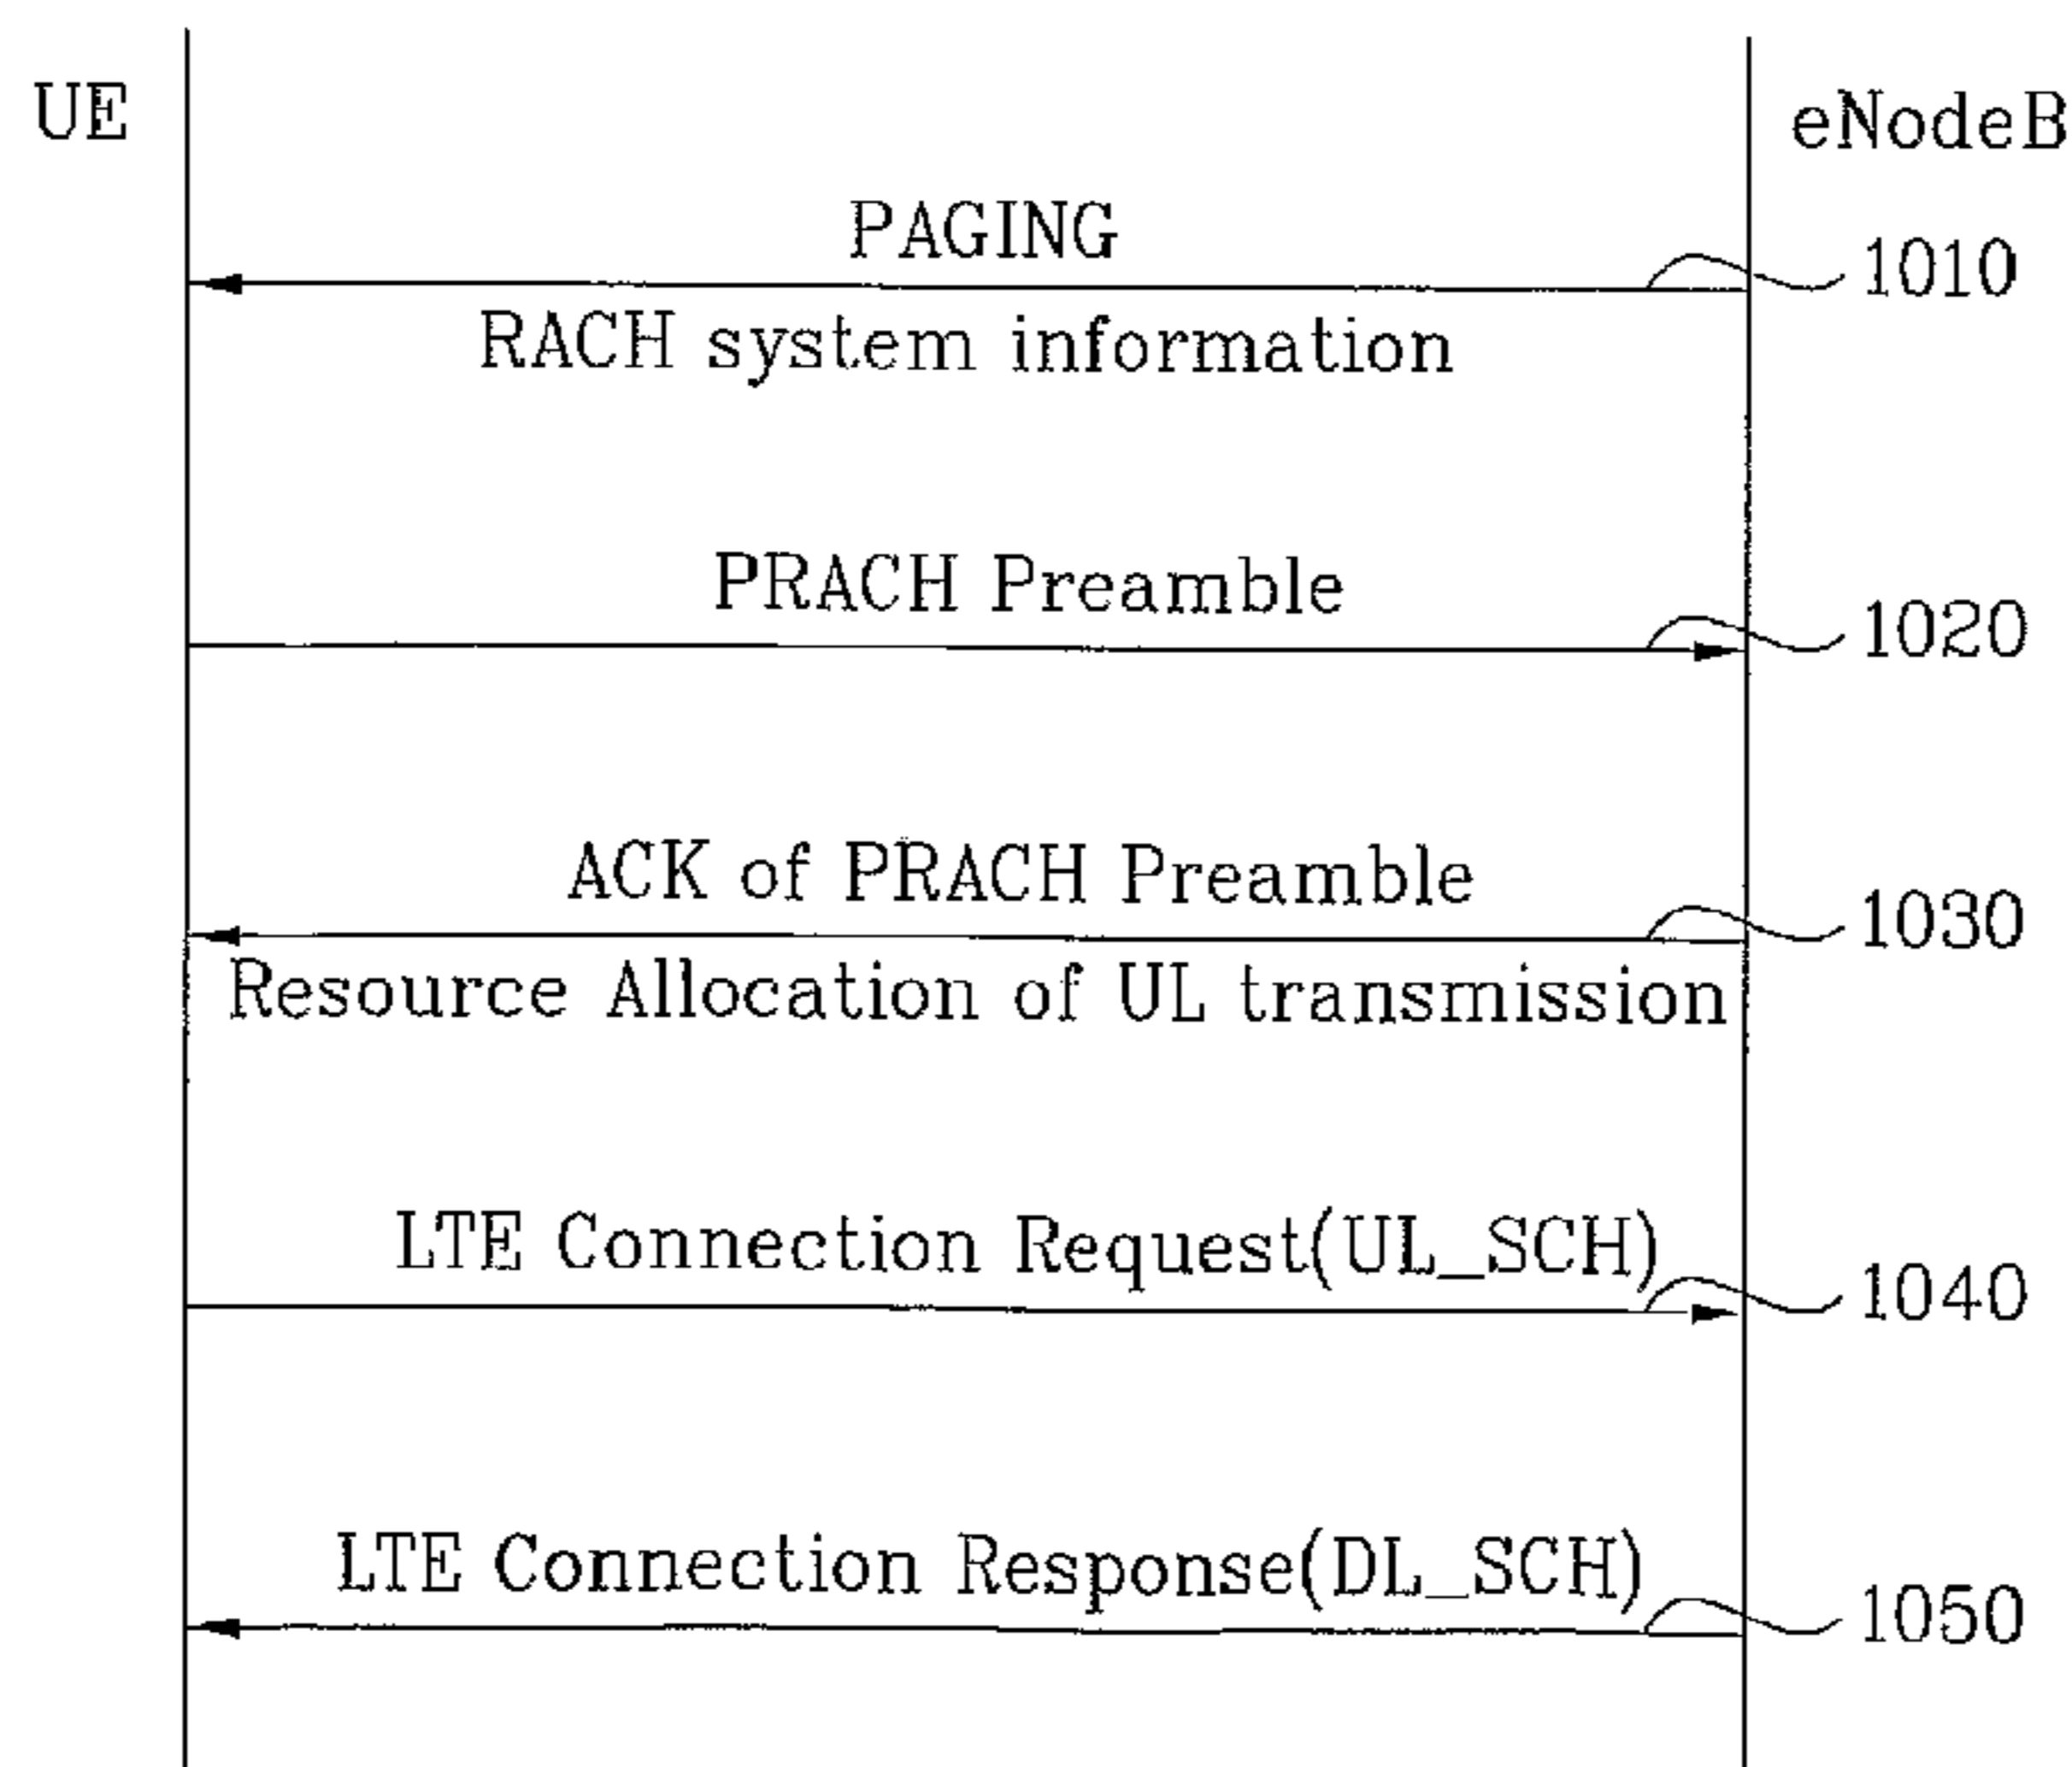 UE
eNodeB
PAGING
1010
RACH system information
PRACH Preamble
1020
ACK of PRACH Preamble
1030
Resource Allocation of UL transmission
LTE Connection Request(UL_SCH)
1040
LTE Connection Response(DL_SCH)
1050